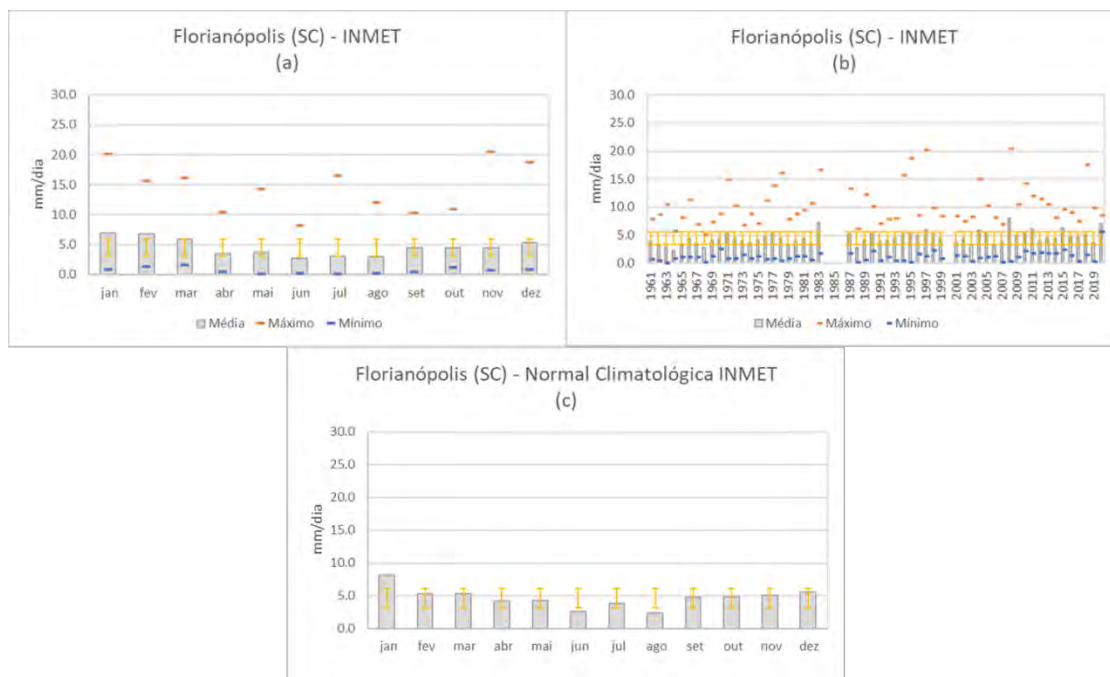 Florianópolis (SC) - INMET
(a)
30.0
25.0
20.0
15.0
10.0
5.0
0.0
mm/dia
jan fev mar abr mai jun jul ago set out nov dez
Média Máximo Mínimo
Florianópolis (SC) - INMET
(b)
30.0
25.0
20.0
15.0
10.0
5.0
0.0
mm/dia
1961 1963 1965 1967 1969 1971 1973 1975 1977 1979 1981 1983 1987 1989 1991 1993 1995 1997 1999 2001 2003 2005 2007 2009 2011 2013 2015 2017 2019
Média Máximo Mínimo
Florianópolis (SC) - Normal Climatológica INMET
(c)
30.0
25.0
20.0
15.0
10.0
5.0
0.0
mm/dia
jan fev mar abr mai jun jul ago set out nov dez